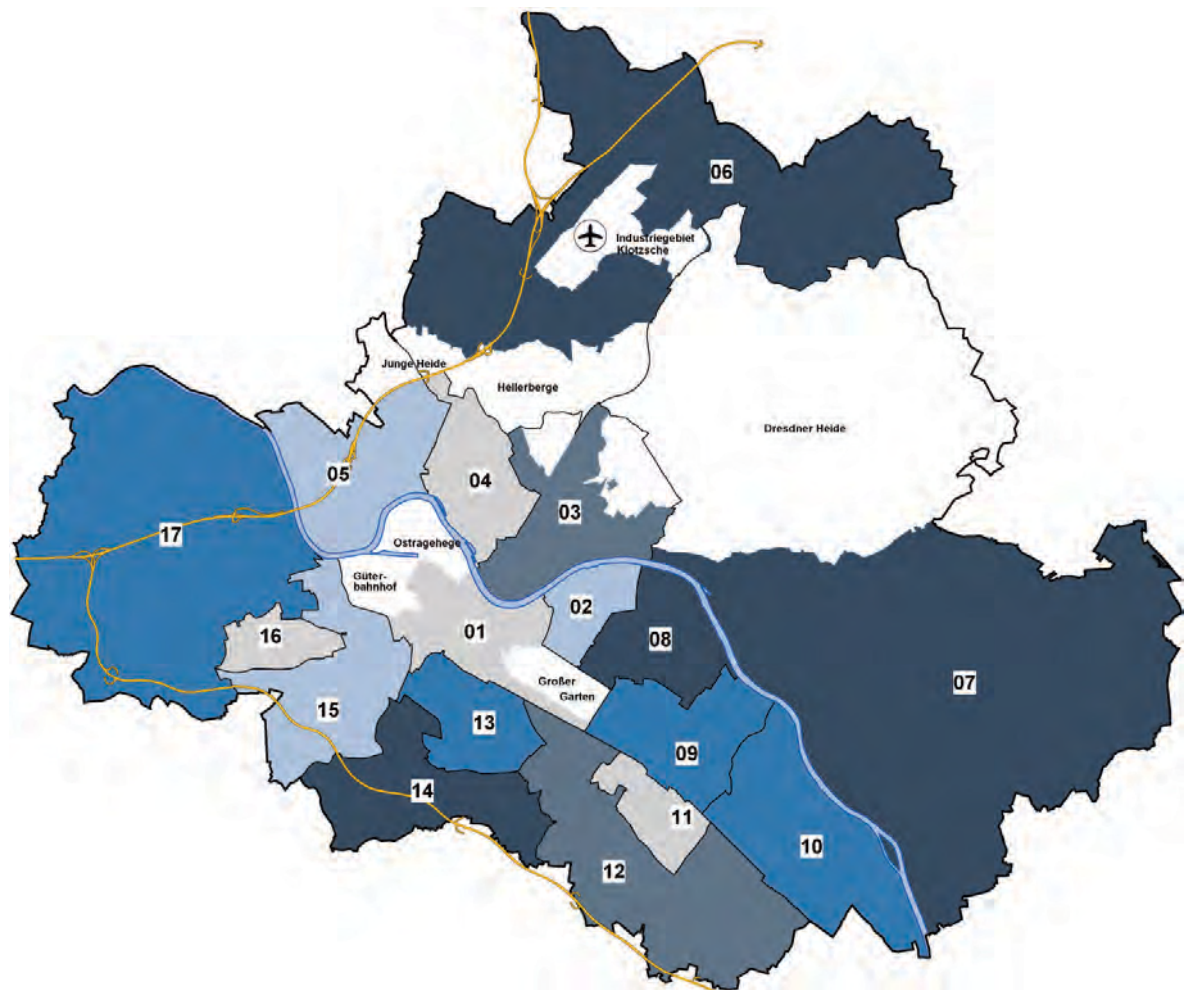 06
Industriegebiet
Klotzsche
Junge Heide
Hellerberge
Dresdner Heide
05
04
03
17
Ostragehege
Güter-
bahnhof
02
01
16
08
Großer
Garten
07
15
13
09
14
11
10
12